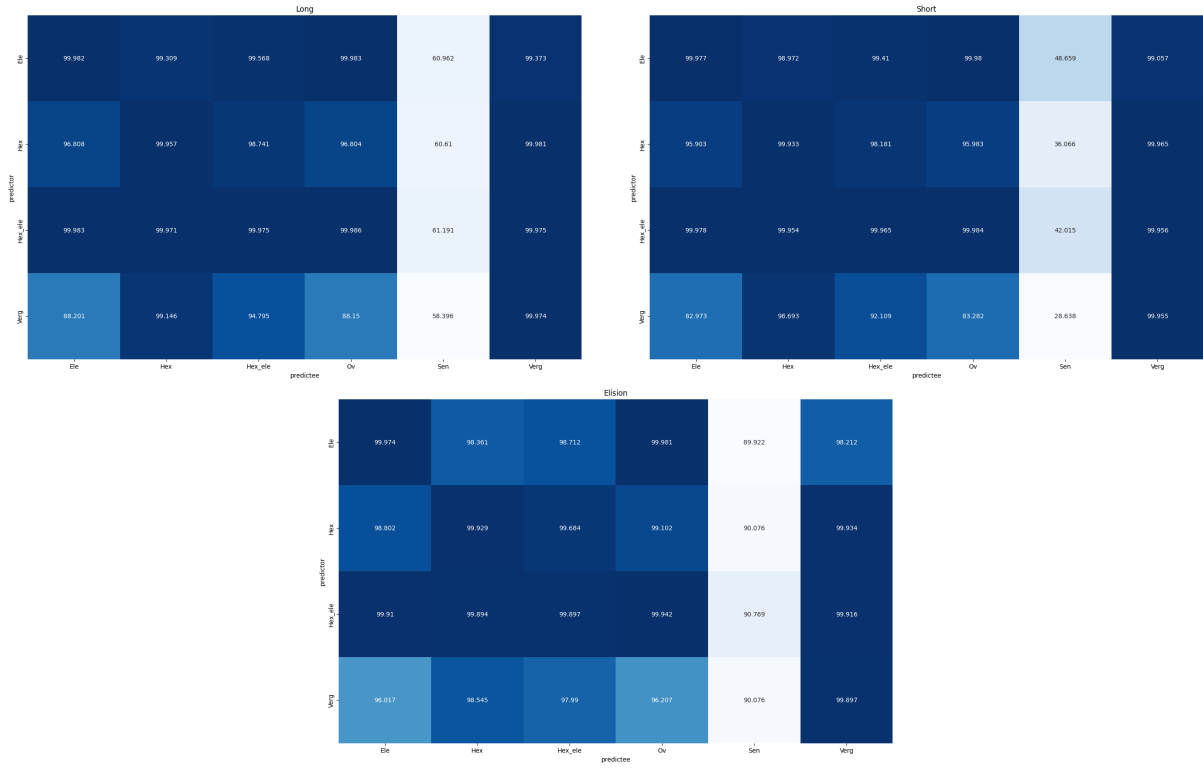 Long
Ele 99.982 99.309 99.568 99.983 60.962 99.373
Hex 96.808 99.957 98.741 96.804 60.61 99.981
predictor
Hex_ele 99.983 99.971 99.975 99.986 61.191 99.975
Verg 88.201 99.146 94.795 88.15 58.396 99.974
Ele Hex Hex_ele Ov Sen Verg
predictee
Short
Ele 99.977 98.972 99.41 99.98 48.659 99.057
Hex 95.903 99.933 98.181 95.983 36.066 99.965
predictor
Hex_ele 99.978 99.954 99.965 99.984 42.015 99.956
Verg 82.973 98.693 92.109 83.282 28.638 99.955
Ele Hex Hex_ele Ov Sen Verg
predictee
Elision
Ele 99.974 98.361 98.712 99.981 89.922 98.212
Hex 98.802 99.929 99.684 99.102 90.076 99.934
predictor
Hex_ele 99.91 99.894 99.897 99.942 90.769 99.916
Verg 96.017 98.545 97.99 96.207 90.076 99.897
Ele Hex Hex_ele Ov Sen Verg
predictee